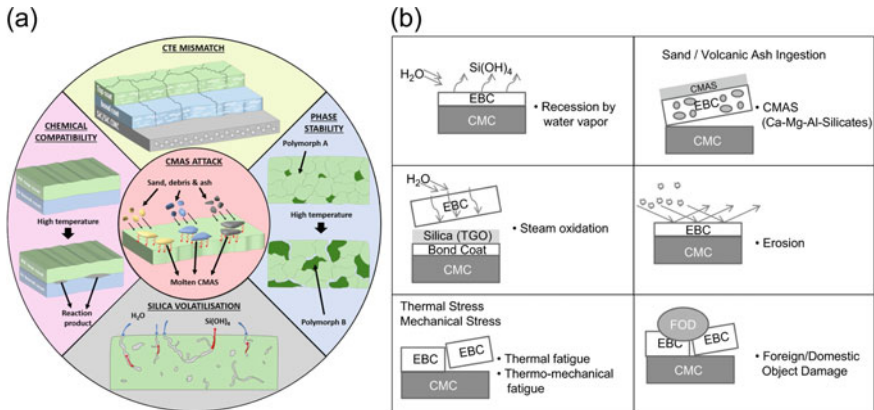 (a)
CTE MISMATCH
CHEMICAL
COMPATIBILITY
High temperature
Reaction
product
PHASE
STABILITY
Polymorph A
High temperature
Polymorph B
CMAS ATTACK
Sand, debris & ash
Molten CMAS
SILICA VOLATILISATION
H₂O
Si(OH)₄
(b)
H₂O
Si(OH)₄
EBC
CMC
• Recession by
water vapor
Sand / Volcanic Ash Ingestion
CMAS
EBC
CMC
• CMAS
(Ca-Mg-Al-Silicates)
H₂O
EBC
Silica (TGO)
Bond Coat
CMC
• Steam oxidation
EBC
CMC
• Erosion
Thermal Stress
Mechanical Stress
EBC
EBC
CMC
• Thermal fatigue
• Thermo-mechanical
fatigue
FOD
EBC
EBC
CMC
• Foreign/Domestic
Object Damage